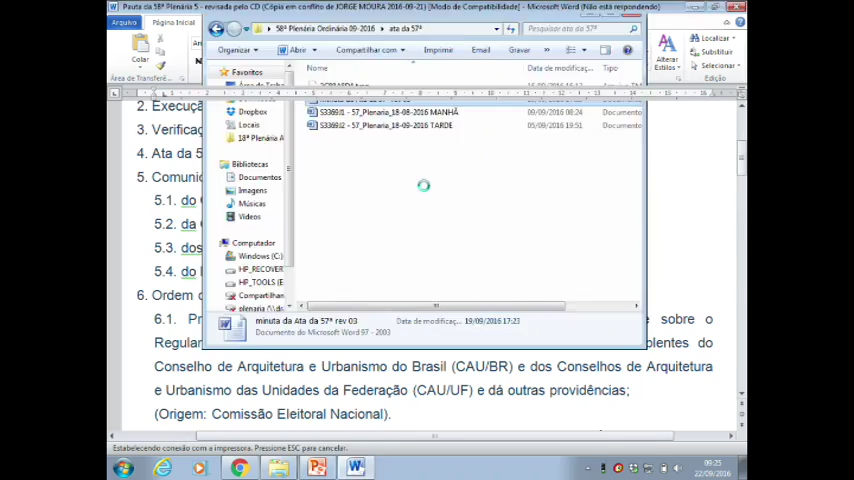 Pauta da 58ª Plenária 5 - revisada pelo CD (Cópia em conflito de JORGE MOURA 2016-09-21) [Modo de Compatibilidade] - Microsoft Word (Não está respondendo)
Arquivo
Página Inicial
58ª Plenária Ordinária 09-2016
ata da 57ª
Colar
Área de Transferê
Organizar
Abrir
Compartilhar com
Imprimir
Email
Gravar
»
Localizar
Substituir
Selecionar
Alterar
Estilos
Edição
Favoritos
Nome
Data de modificaç...
Tipo
Dropbox
Locais
18ª Plenária A
Bibliotecas
Documentos
Imagens
Músicas
Vídeos
Computador
Windows (C:)
HP_RECOVER
HP_TOOLS (E
Compartilhan
plenaria (\\ds
S3369J1 - 57_Plenaria_18-08-2016 MANHÃ
09/09/2016 08:24
Documento
S3369J2 - 57_Plenaria_18-09-2016 TARDE
05/09/2016 19:51
Documento
minuta da Ata da 57ª rev 03
Data de modificaç...
19/09/2016 17:23
Documento do Microsoft Word 97 - 2003
2. Execuçã
3. Verificaç
4. Ata da 5
5. Comuni
5.1. do
5.2. da
5.3. dos
5.4. do
6. Ordem
6.1. Pr
sobre o
Regular
do
Conselho de Arquitetura e Urbanismo do Brasil (CAU/BR) e dos Conselhos de Arquitetura
e Urbanismo das Unidades da Federação (CAU/UF) e dá outras providências;
(Origem: Comissão Eleitoral Nacional).
Estabelecendo conexão com a impressora. Pressione ESC para cancelar.
09:25
22/09/2016